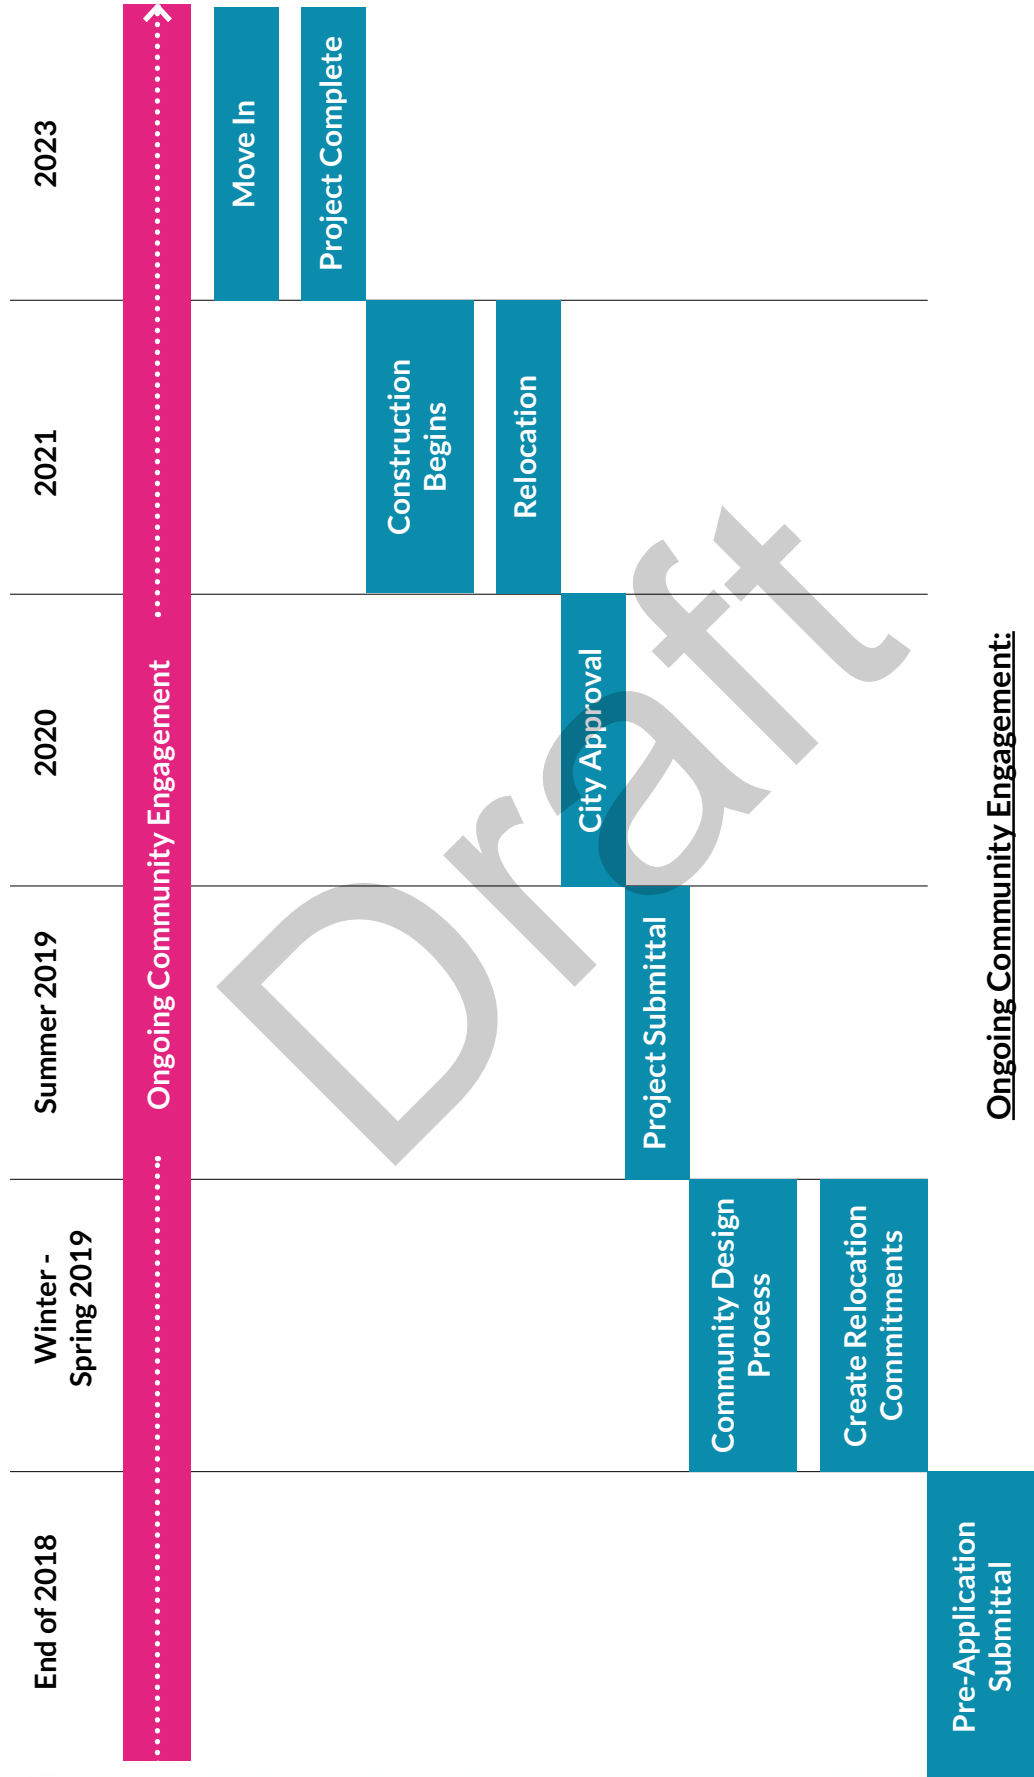 End of 2018
Winter -
Spring 2019
Summer 2019
2020
2021
2023
Ongoing Community Engagement
Move In
Project Complete
Construction
Begins
Relocation
City Approval
Project Submittal
Community Design
Process
Create Relocation
Commitments
Pre-Application
Submittal
Ongoing Community Engagement:
Draft